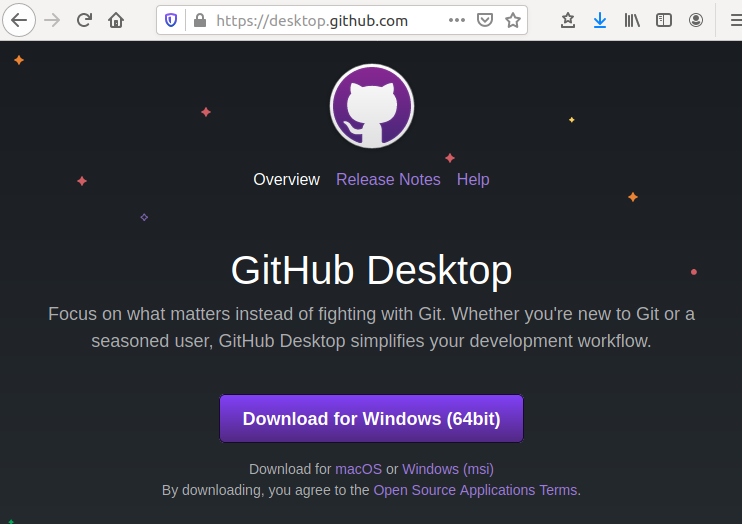 https://desktop.github.com
Overview Release Notes Help
GitHub Desktop
Focus on what matters instead of fighting with Git. Whether you're new to Git or a
seasoned user, GitHub Desktop simplifies your development workflow.
Download for Windows (64bit)
Download for macOS or Windows (msi)
By downloading, you agree to the Open Source Applications Terms.